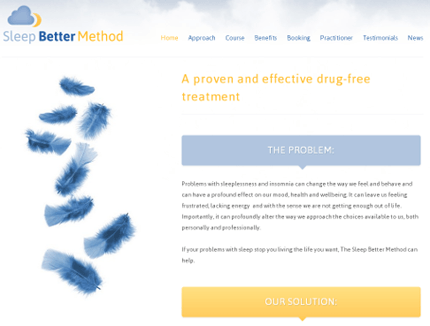 Sleep Better Method
Home Approach Course Benefits Booking Practitioner Testimonials News
A proven and effective drug-free
treatment
THE PROBLEM:
Problems with sleeplessness and insomnia can change the way we feel and behave and
can have a profound effect on our mood, health and wellbeing. It can leave us feeling
frustrated, lacking energy and with the sense we are not getting enough out of life.
Importantly, it can profoundly alter the way we approach the choices available to us, both
personally and professionally.
If your problems with sleep stop you living the life you want, The Sleep Better Method can
help.
OUR SOLUTION: